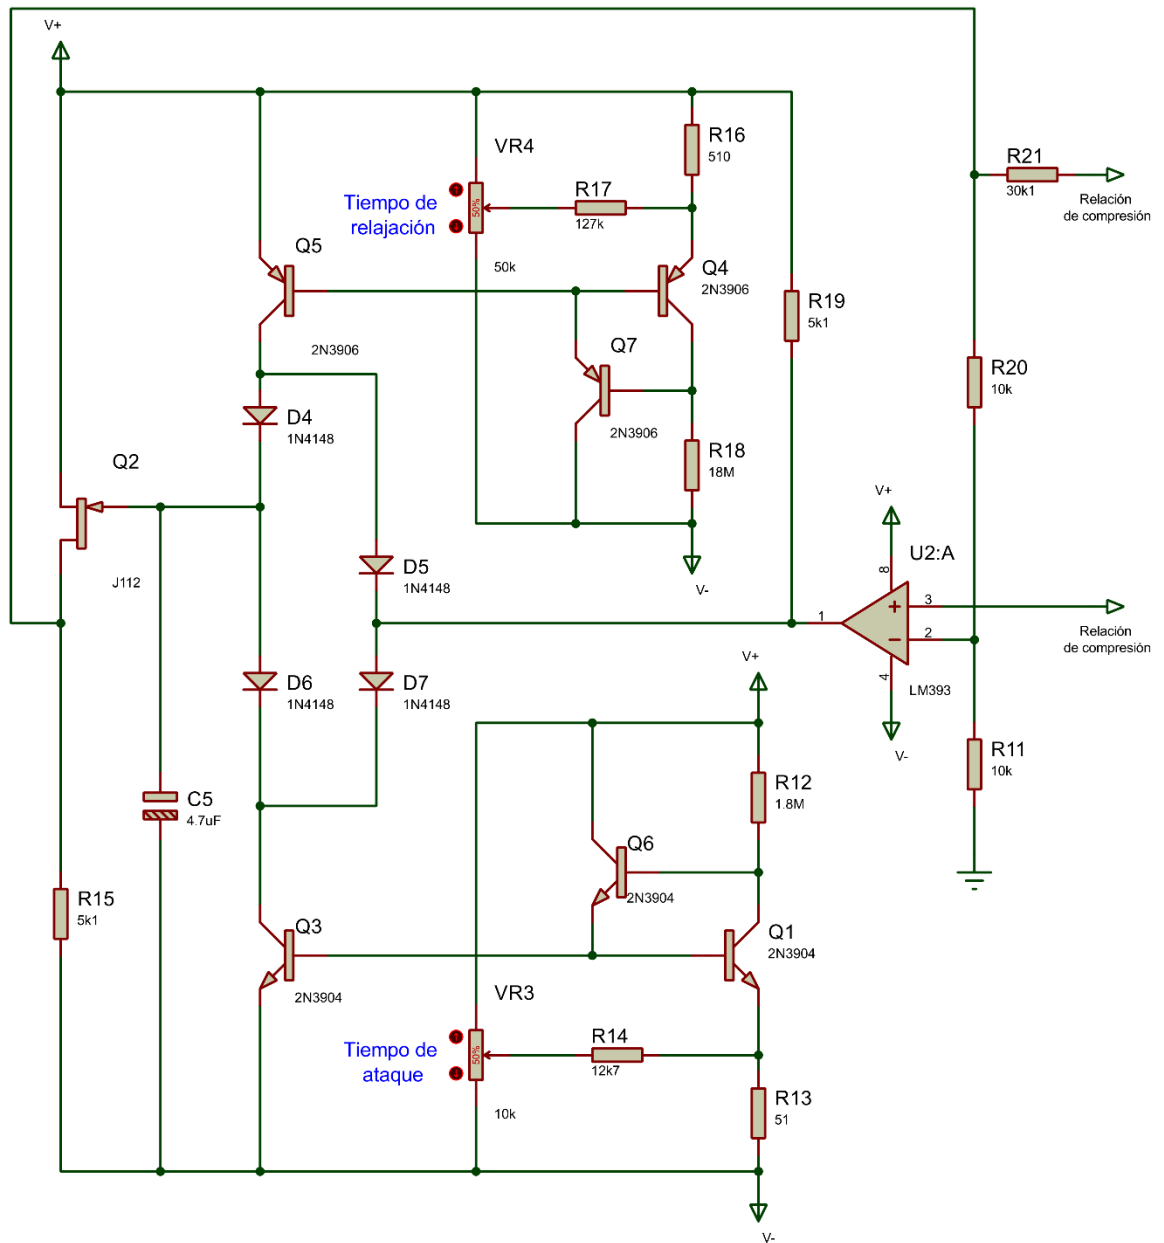 V+
R16
510
VR4
R21
30k1
Relación
de compresión
R17
127k
50%
Tiempo de
relajación
Q5
50k
Q4
2N3906
R19
5k1
2N3906
Q7
R20
10k
D4
1N4148
2N3906
R18
18M
Q2
V+
J112
U2:A
8
D5
1N4148
V-
3
1
2
Relación
de compresión
4
LM393
D6
1N4148
D7
1N4148
V+
V-
R11
10k
C5
4.7uF
R12
1.8M
Q6
2N3904
R15
5k1
Q3
2N3904
Q1
2N3904
VR3
R14
12k7
50%
Tiempo de
ataque
10k
R13
51
V-